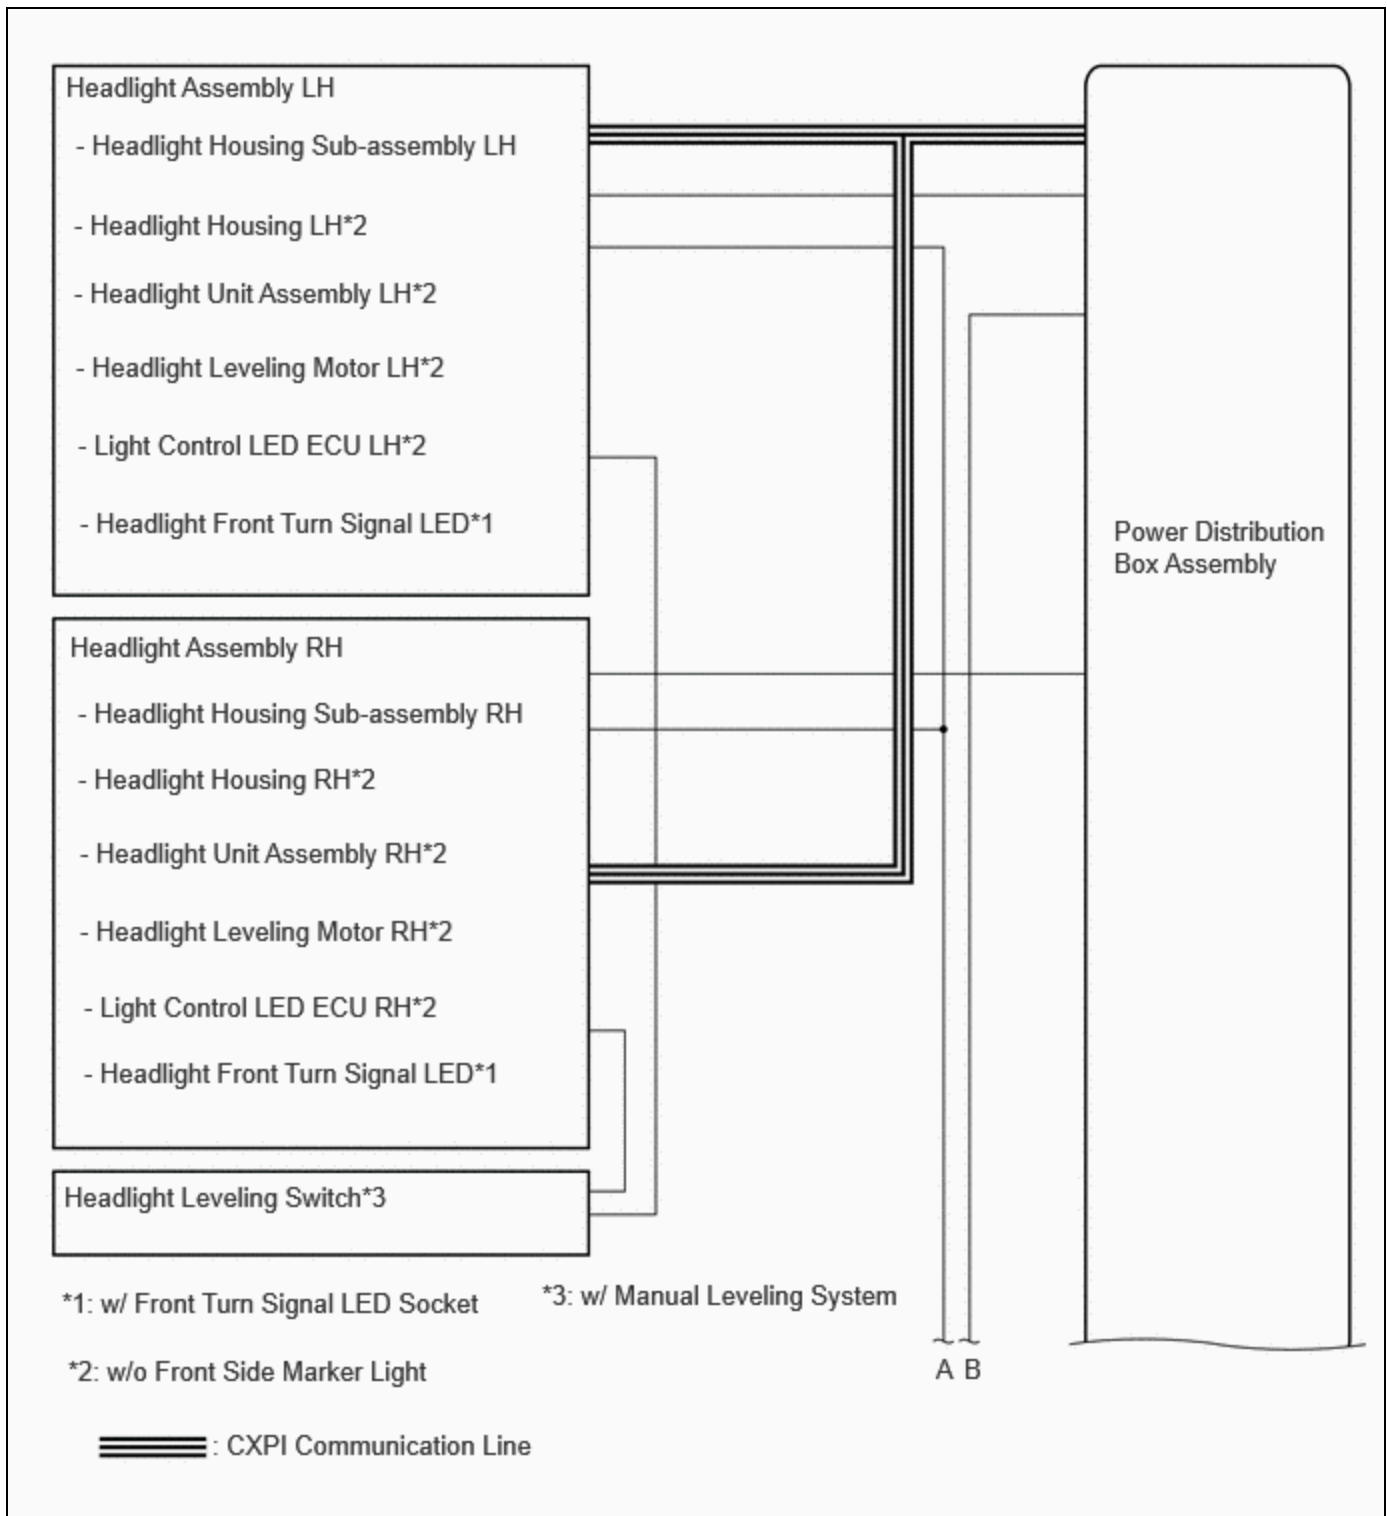 Headlight Assembly LH
- Headlight Housing Sub-assembly LH
- Headlight Housing LH*2
- Headlight Unit Assembly LH*2
- Headlight Leveling Motor LH*2
- Light Control LED ECU LH*2
- Headlight Front Turn Signal LED*1
Power Distribution
Box Assembly
Headlight Assembly RH
- Headlight Housing Sub-assembly RH
- Headlight Housing RH*2
- Headlight Unit Assembly RH*2
- Headlight Leveling Motor RH*2
- Light Control LED ECU RH*2
- Headlight Front Turn Signal LED*1
Headlight Leveling Switch*3
*1: w/ Front Turn Signal LED Socket
*3: w/ Manual Leveling System
*2: w/o Front Side Marker Light
A B
: CXPI Communication Line